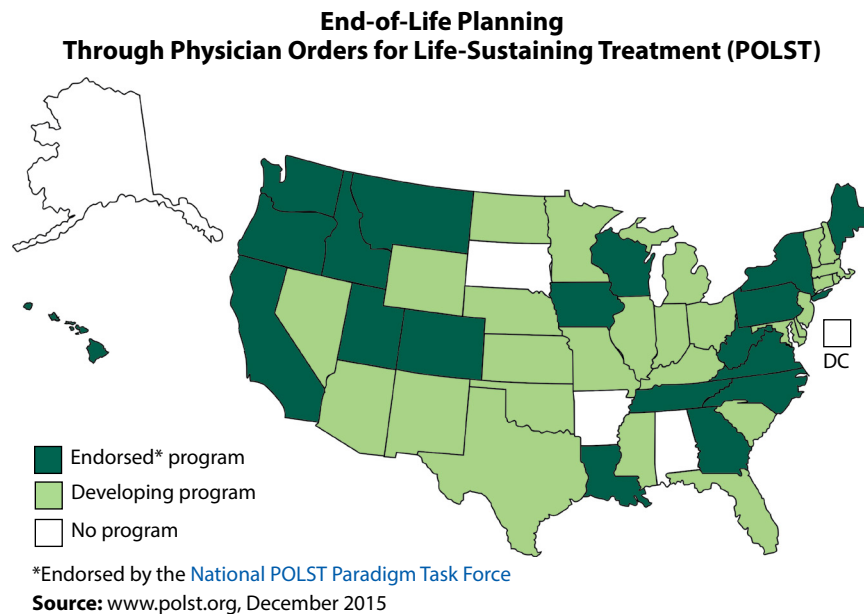 End-of-Life Planning
Through Physician Orders for Life-Sustaining Treatment (POLST)
DC
Endorsed* program
Developing program
No program
*Endorsed by the National POLST Paradigm Task Force
Source: www.polst.org, December 2015